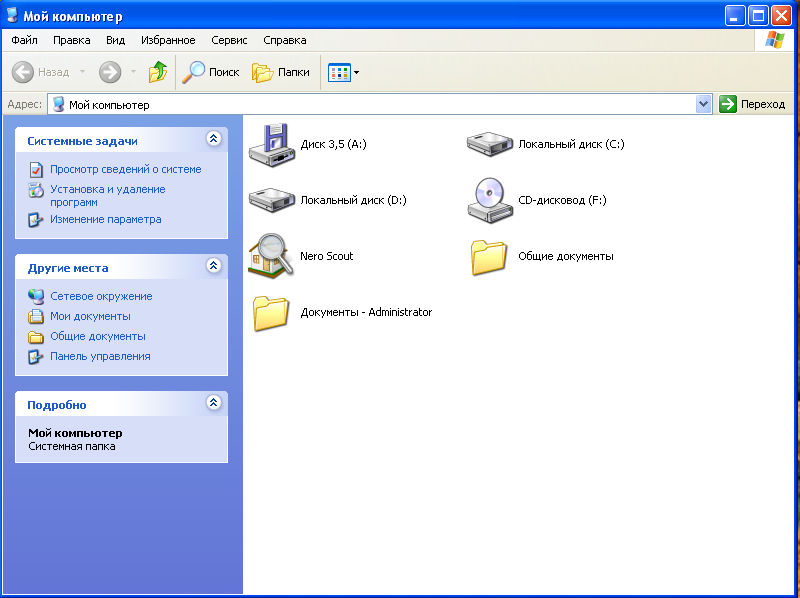 Мой компьютер
Файл Правка Вид Избранное Сервис Справка
Назад Поиск Папки
Адрес: Мой компьютер Переход
Системные задачи
Просмотр сведений о системе
Установка и удаление
программ
Изменение параметра
Другие места
Сетевое окружение
Мои документы
Общие документы
Панель управления
Подробно
Мой компьютер
Системная папка
Диск 3,5 (A:)
Локальный диск (C:)
Локальный диск (D:)
CD-дисковод (F:)
Nero Scout
Общие документы
Документы - Administrator